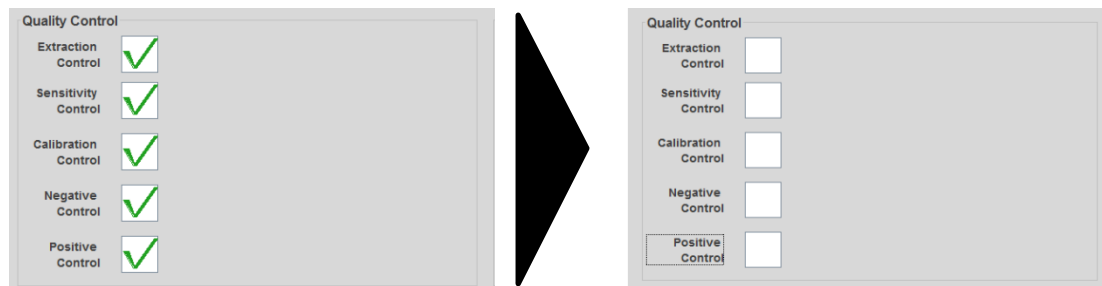 Quality Control
Extraction
Control
Sensitivity
Control
Calibration
Control
Negative
Control
Positive
Control
Quality Control
Extraction
Control
Sensitivity
Control
Calibration
Control
Negative
Control
Positive
Control